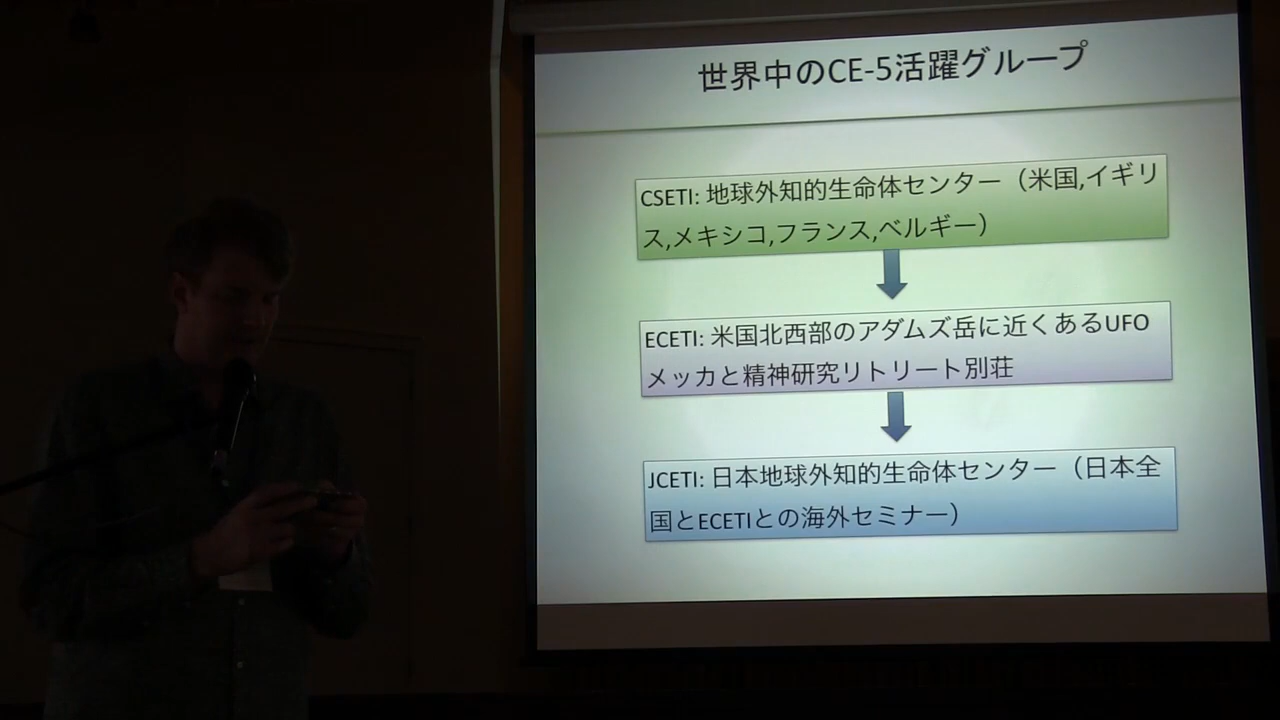 世界中のCE-5活躍グループ
CSETI: 地球外知的生命体センター（米国,イギリ
ス,メキシコ,フランス,ベルギー）
ECETI: 米国北西部のアダムズ岳に近くあるUFO
メッカと精神研究リトリート別荘
JCETI: 日本地球外知的生命体センター（日本全
国とECETIとの海外セミナー）